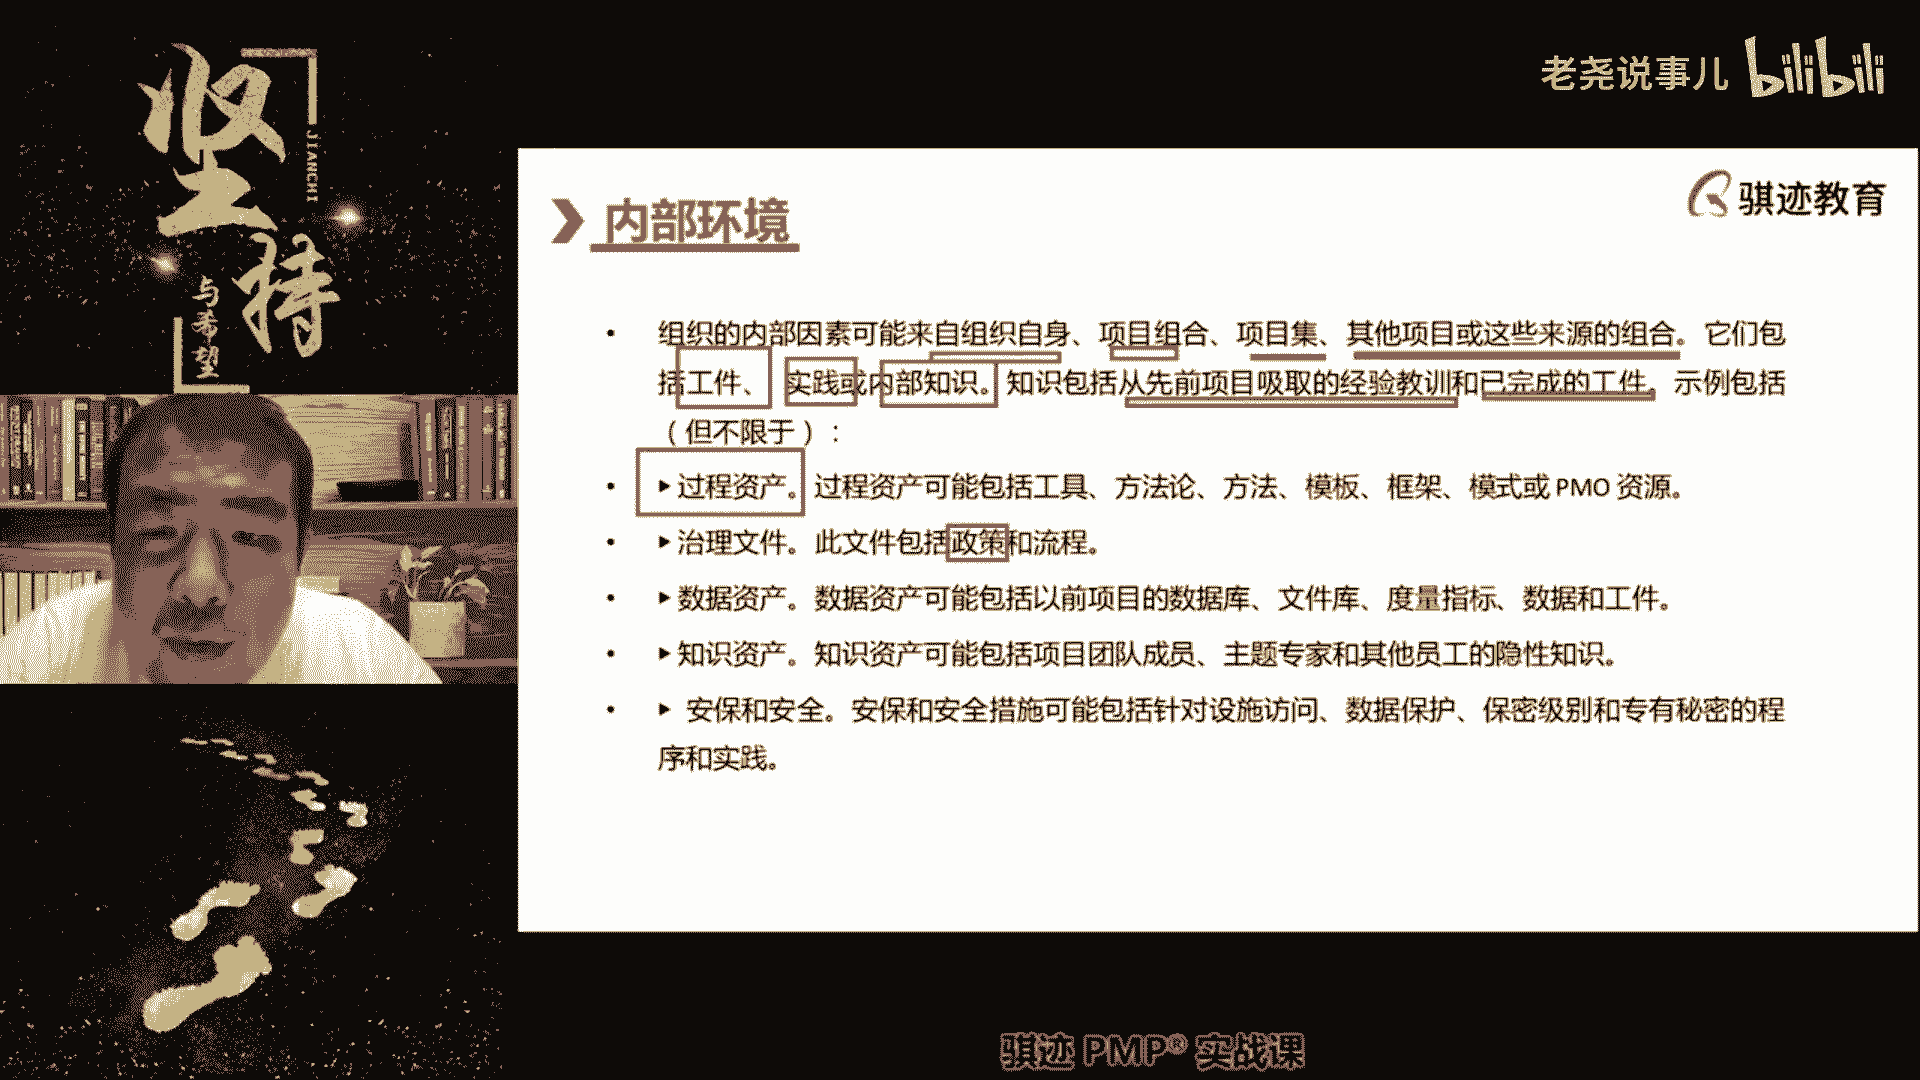 坚持
JIANCHI
与希望
老尧说事儿 bilibili
骐迹教育
内部环境
• 组织的内部因素可能来自组织自身、项目组合、项目集、其他项目或这些来源的组合。它们包
括工件、 实践或内部知识。 知识包括从先前项目吸取的经验教训和已完成的工件。示例包括
（但不限于）：
• ▸过程资产。过程资产可能包括工具、方法论、方法、模板、框架、模式或 PMO 资源。
• ▸治理文件。此文件包括政策和流程。
• ▸数据资产。数据资产可能包括以前项目的数据库、文件库、度量指标、数据和工件。
• ▸知识资产。知识资产可能包括项目团队成员、主题专家和其他员工的隐性知识。
• ▸ 安保和安全。安保和安全措施可能包括针对设施访问、数据保护、保密级别和专有秘密的程
序和实践。
骐迹 PMP® 实战课